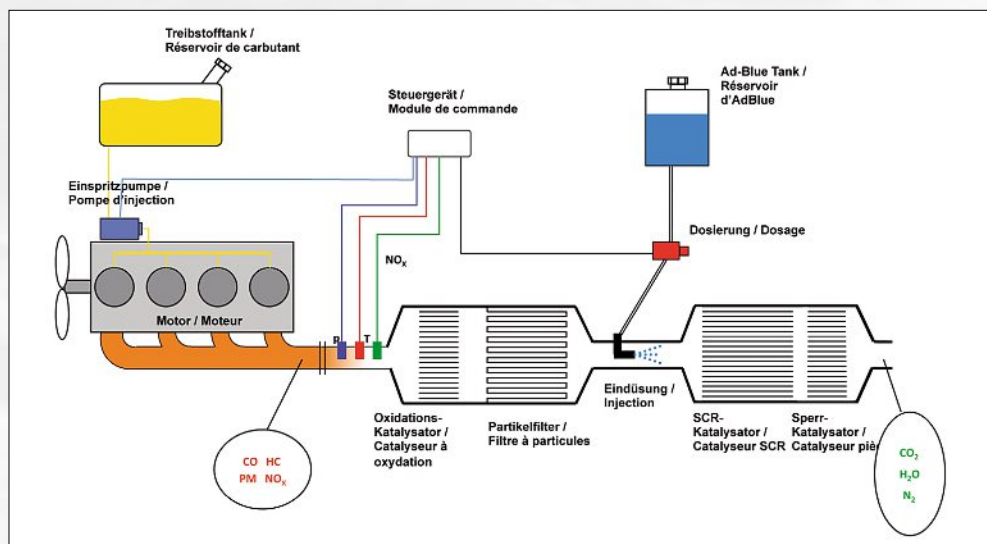 Treibstofftank /
Réservoir de carbutant
Steuergerät /
Module de commande
Ad-Blue Tank /
Réservoir
d'AdBlue
Einspritzpumpe /
Pompe d'injection
Dosierung / Dosage
NOX
Motor / Moteur
P
T
Oxidations-
Katalysator /
Catalyseur à
oxydation
Partikelfilter /
Filtre à particules
Eindüsung /
Injection
SCR-
Katalysator /
Catalyseur SCR
Sperr-
Katalysator /
Catalyseur piè
CO HC
PM NOX
CO2
H2O
N2